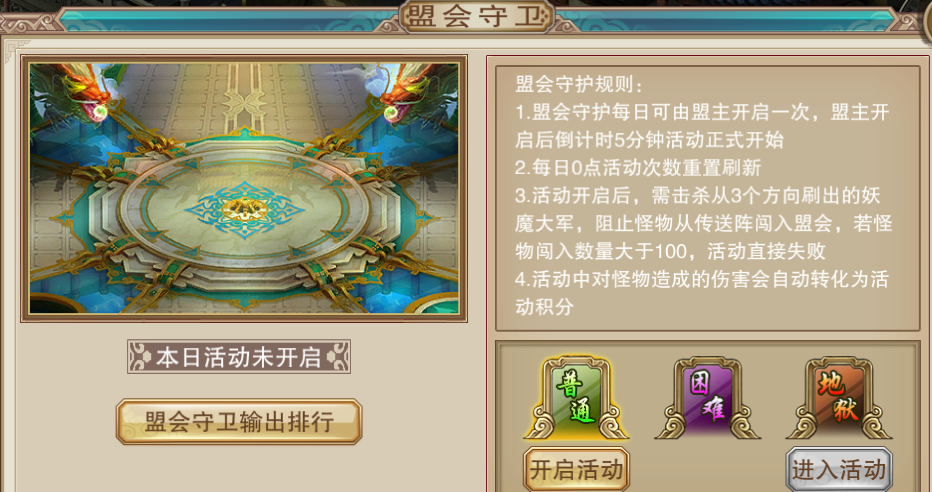 盟会守卫
盟会守护规则：
1.盟会守护每日可由盟主开启一次，盟主开
启后倒计时5分钟活动正式开始
2.每日0点活动次数重置刷新
3.活动开启后，需击杀从3个方向刷出的妖
魔大军，阻止怪物从传送阵闯入盟会，若怪
物闯入数量大于100，活动直接失败
4.活动中对怪物造成的伤害会自动转化为活
动积分
本日活动未开启
盟会守卫输出排行
普通
困难
地狱
开启活动
进入活动